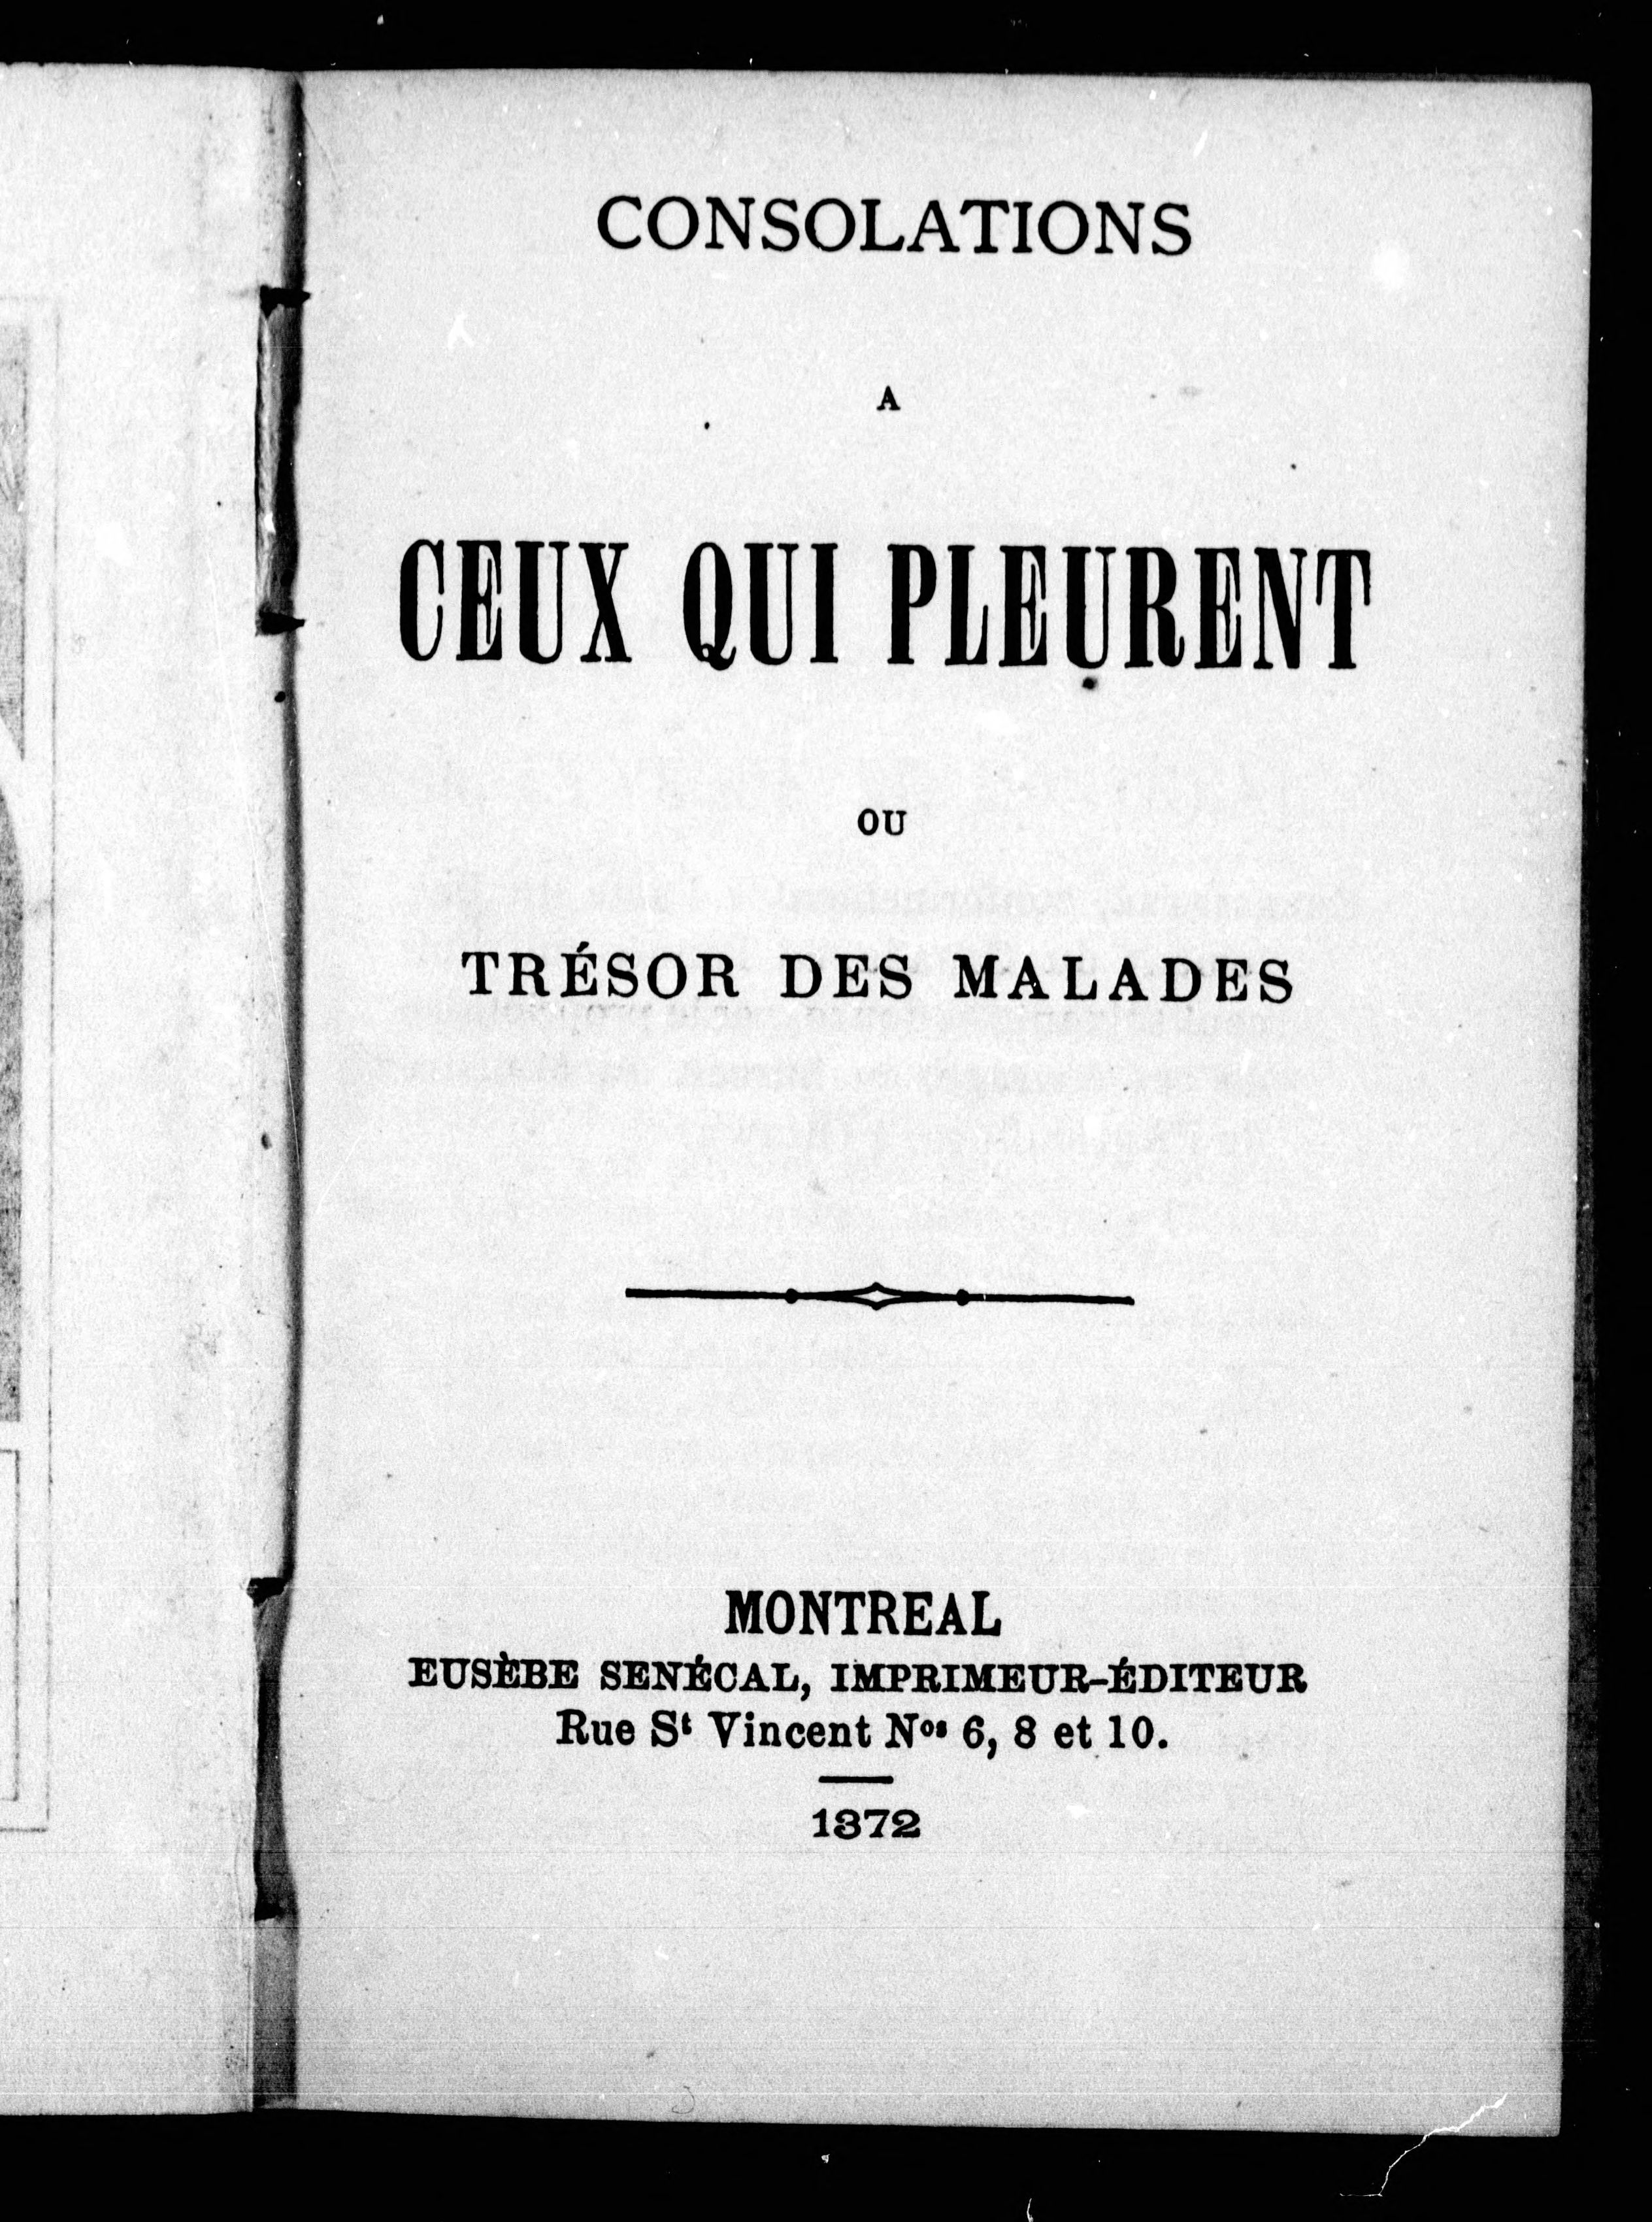 CONSOLATIONS
A
CEUX QUI PLEURENT
OU
TRÉSOR DES MALADES
MONTREAL
EUSÈBE SENÉCAL, IMPRIMEUR-ÉDITEUR
Rue St Vincent Nos 6, 8 et 10.
1872